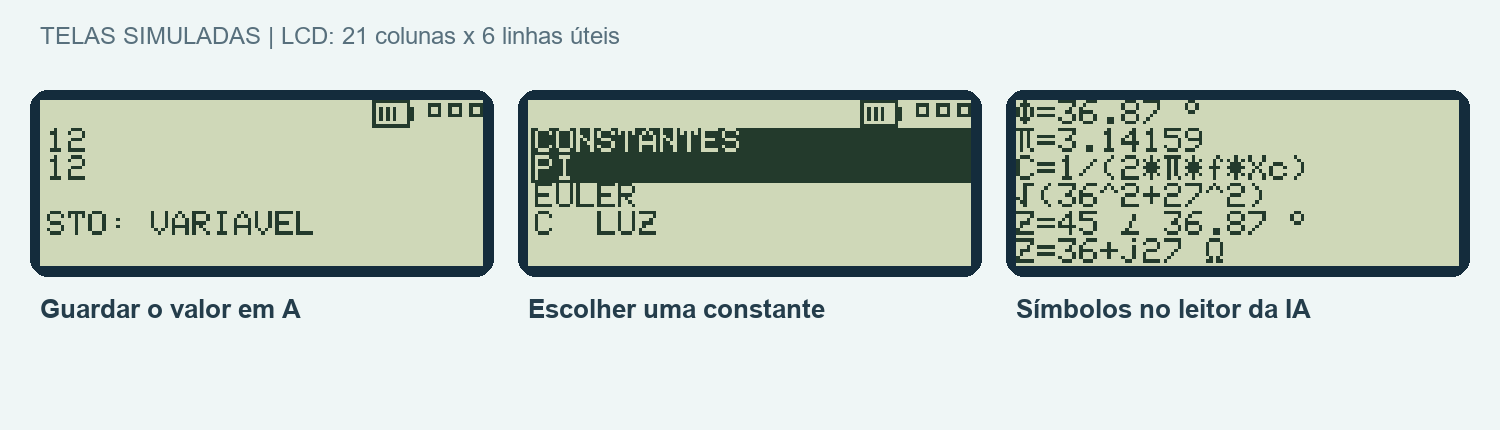 TELAS SIMULADAS | LCD: 21 colunas x 6 linhas úteis
12
12
STO: VARIAVEL
Guardar o valor em A
CONSTANTES
PI
EULER
C LUZ
Escolher uma constante
Φ=36.87 °
π=3.14159
C=1/(2*π*f*Xc)
√(36^2+27^2)
Z=45 ∠ 36.87 °
Z=36+j27 Ω
Símbolos no leitor da IA